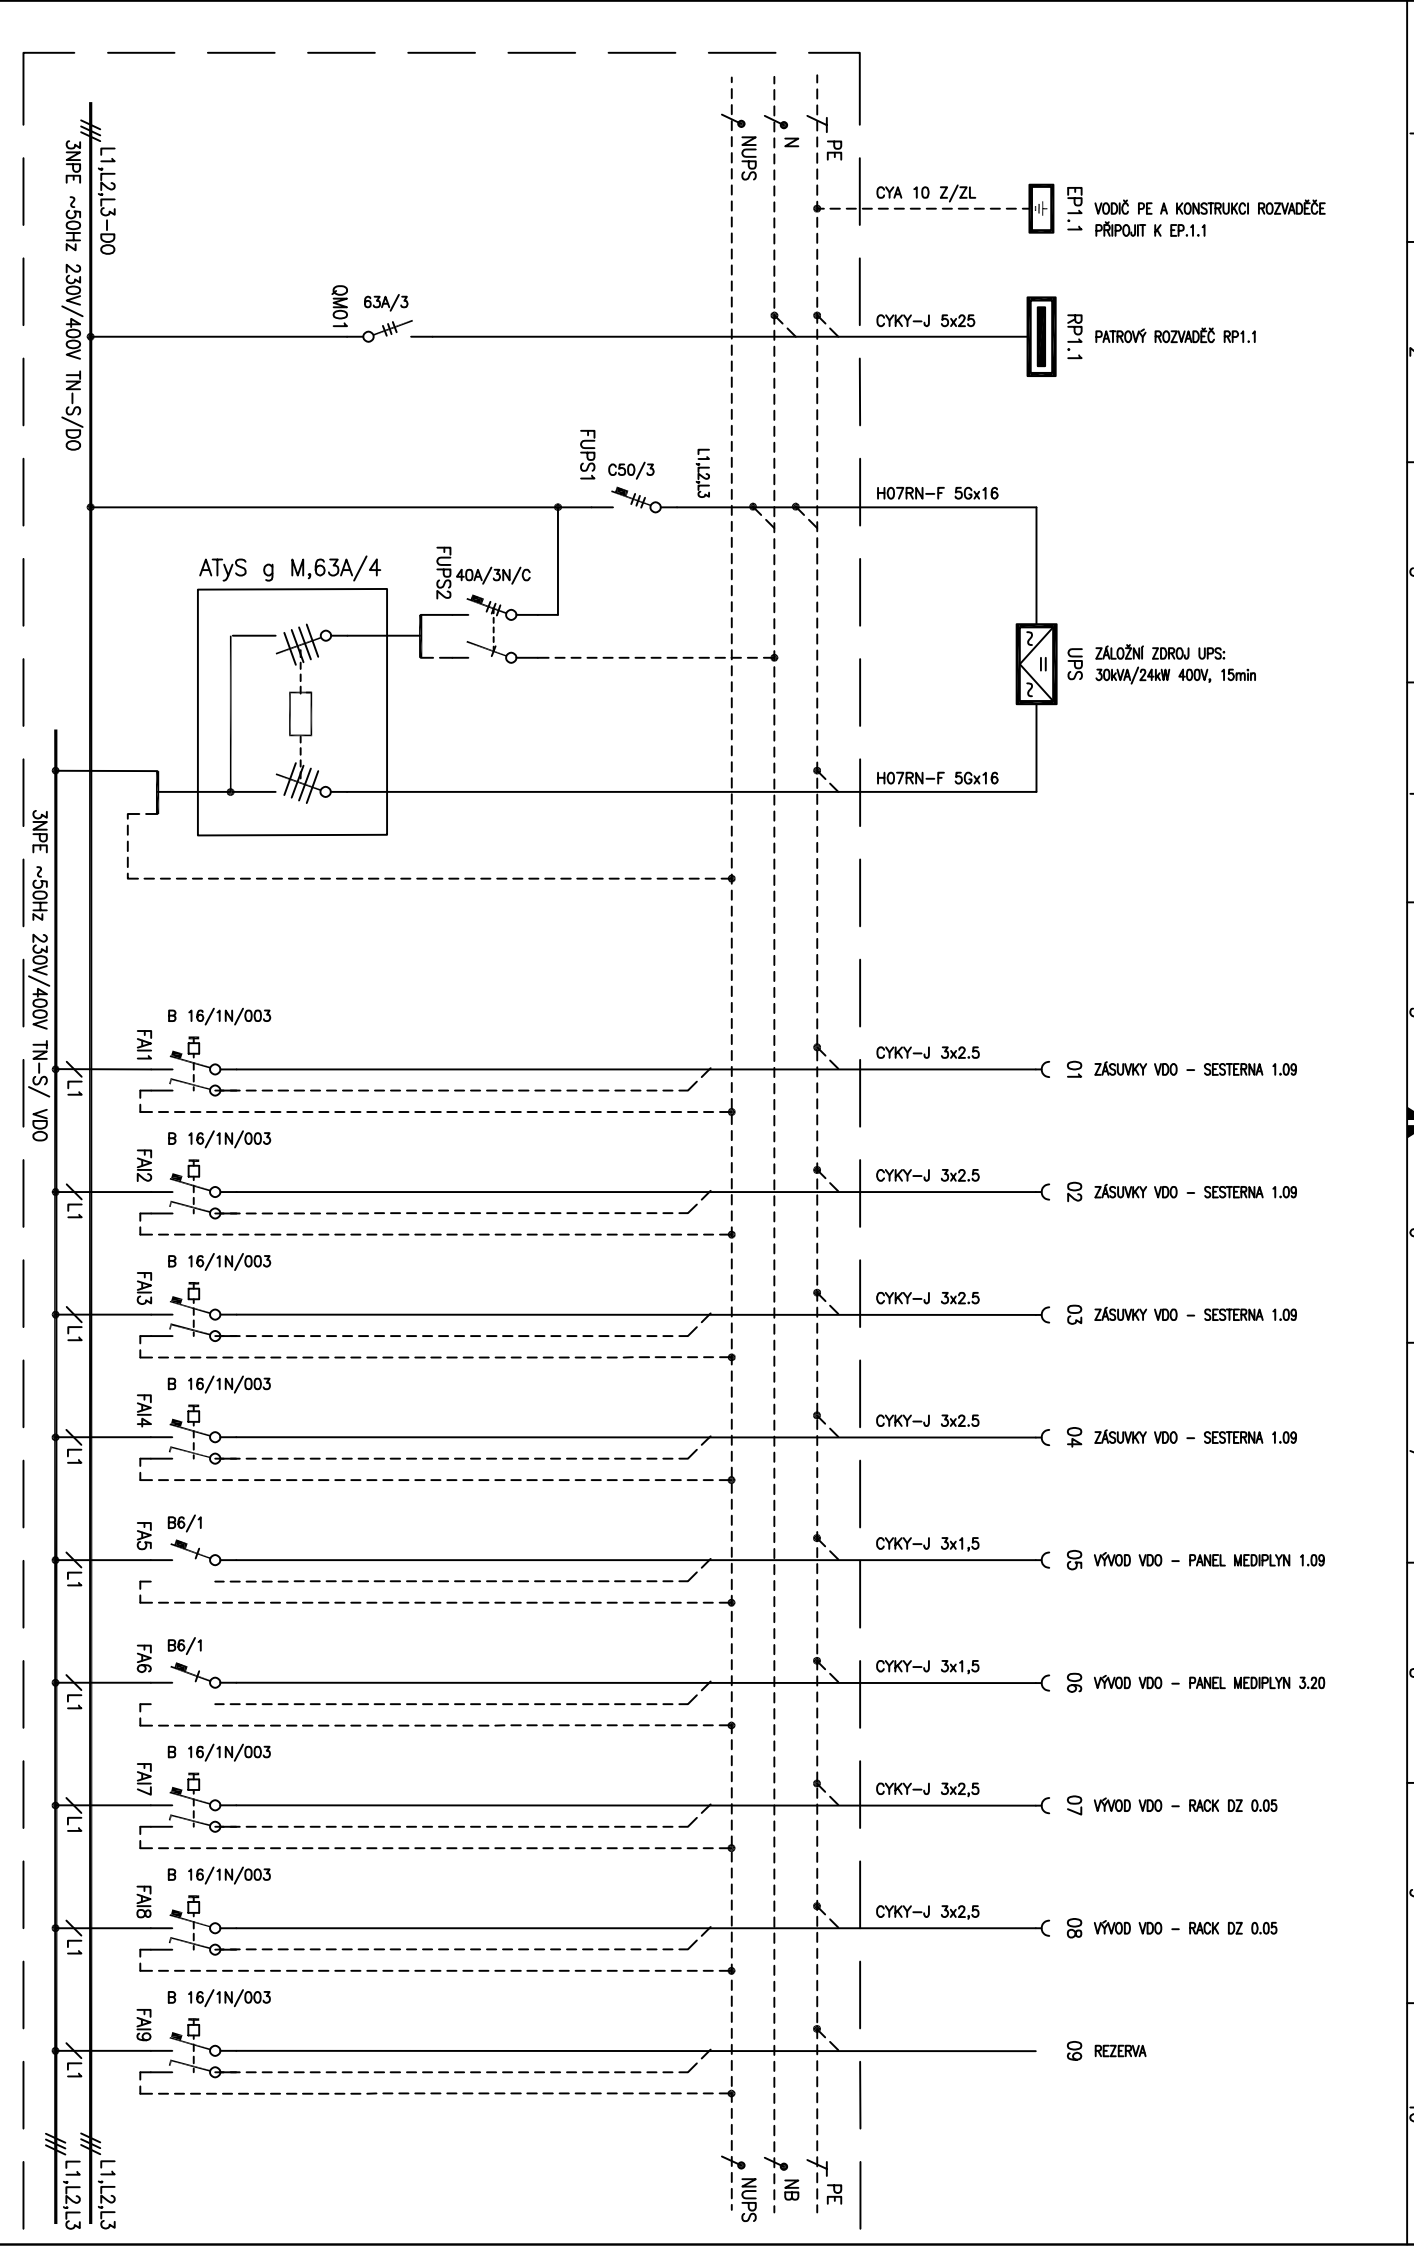 PE
N
NUPS
L1,L2,L3-DO
3NPE ~50Hz 230V/400V TN-S/DO
CYA 10 Z/ZL
EP1.1
VODIČ PE A KONSTRUKCI ROZVADĚČE
PŘIPOJIT K EP.1.1
QM01
63A/3
CYKY-J 5x25
RP1.1
PATROVÝ ROZVADĚČ RP1.1
2
FUPS1
C50/3
L1,L2,L3
H07RN-F 5Gx16
ATyS g M,63A/4
FUPS2
40A/3N/C
UPS
ZÁLOŽNÍ ZDROJ UPS:
30kVA/24kW 400V, 15min
H07RN-F 5Gx16
3NPE ~50Hz 230V/400V TN-S/ VDO
B 16/1N/003
FAI1
L1
CYKY-J 3x2.5
01
ZÁSUVKY VDO - SESTERNA 1.09
B 16/1N/003
FAI2
L1
CYKY-J 3x2.5
02
ZÁSUVKY VDO - SESTERNA 1.09
B 16/1N/003
FAI3
L1
CYKY-J 3x2.5
03
ZÁSUVKY VDO - SESTERNA 1.09
B 16/1N/003
FAI4
L1
CYKY-J 3x2.5
04
ZÁSUVKY VDO - SESTERNA 1.09
B6/1
FA5
L1
CYKY-J 3x1,5
05
VÝVOD VDO - PANEL MEDIPLYN 1.09
B6/1
FA6
L1
CYKY-J 3x1,5
06
VÝVOD VDO - PANEL MEDIPLYN 3.20
B 16/1N/003
FAI7
L1
CYKY-J 3x2,5
07
VÝVOD VDO - RACK DZ 0.05
B 16/1N/003
FAI8
L1
CYKY-J 3x2,5
08
VÝVOD VDO - RACK DZ 0.05
B 16/1N/003
FAI9
L1
09
REZERVA
PE
NB
NUPS
L1,L2,L3
L1,L2,L3